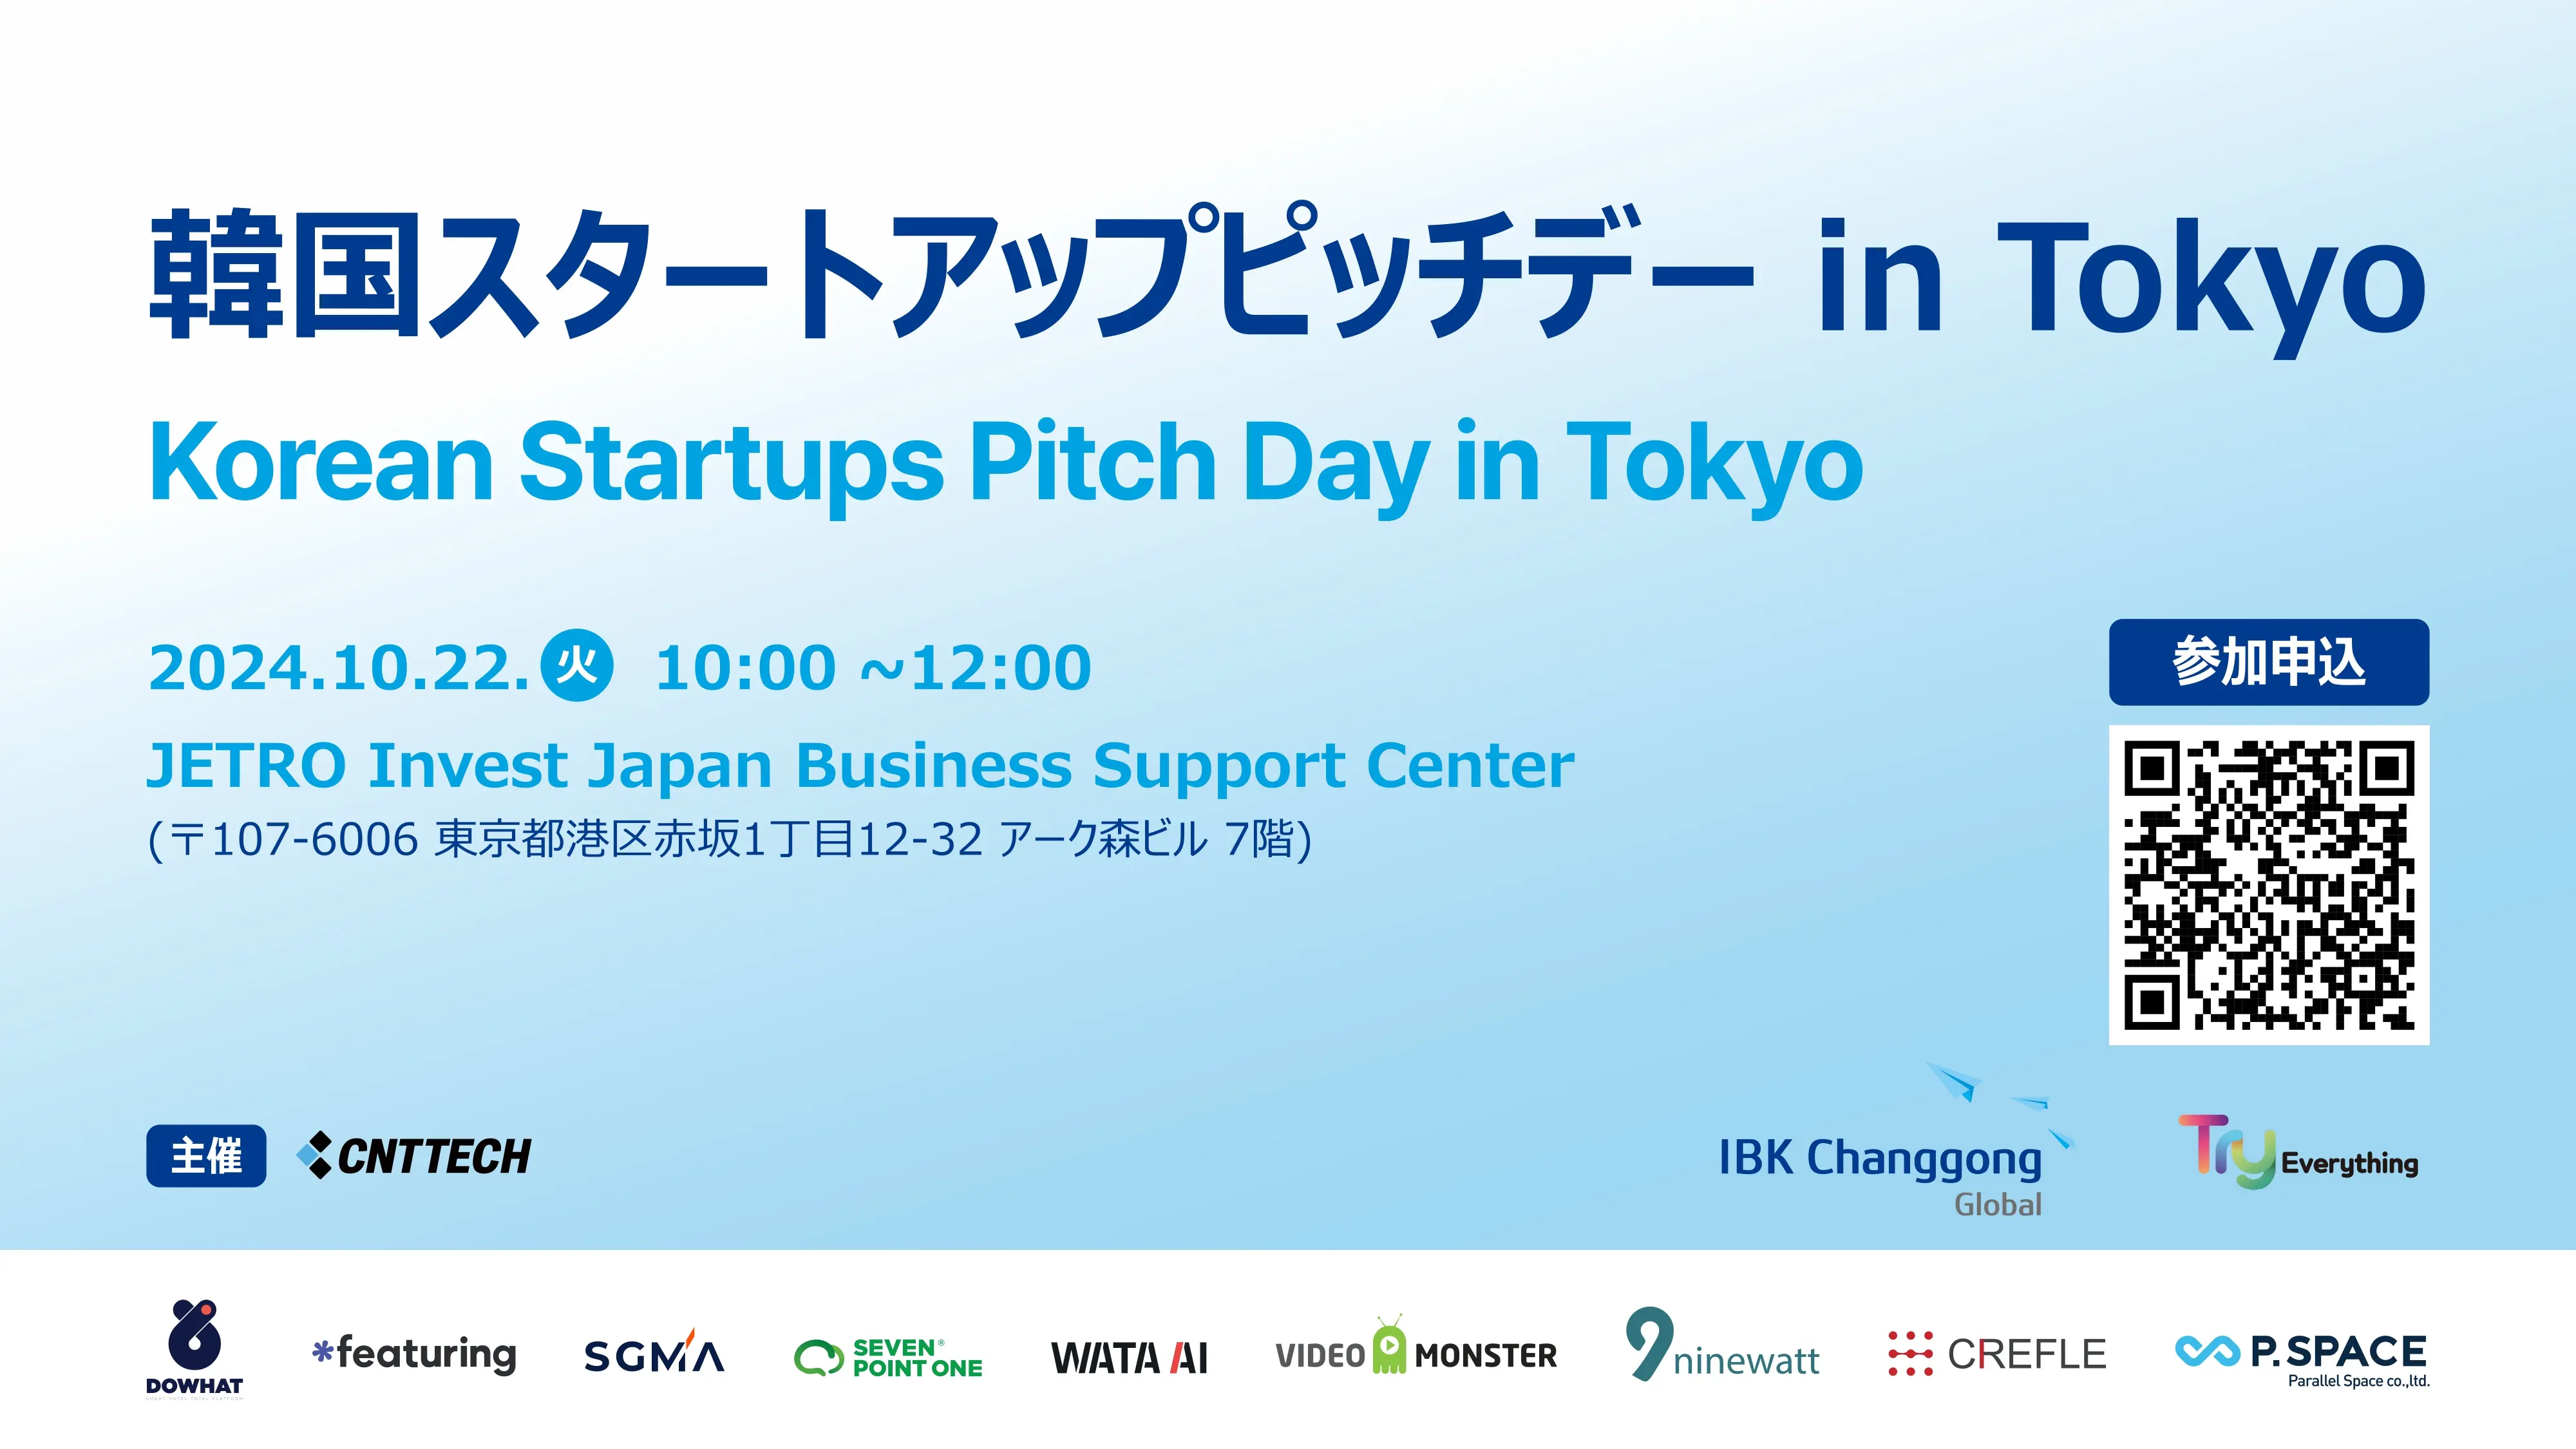 韓国スタートアップピッチデー in Tokyo
Korean Startups Pitch Day in Tokyo
2024.10.22.火 10:00 ~12:00
JETRO Invest Japan Business Support Center
(〒107-6006 東京都港区赤坂1丁目12-32 アーク森ビル 7階)
参加申込
主催 CNTTECH
IBK Changgong
Global
Try Everything
DOWHAT
*featuring
SGMA
SEVEN®
POINT ONE
WATA AI
VIDEO MONSTER
9 ninewatt
CREFLE
P.SPACE
Parallel Space co.,ltd.